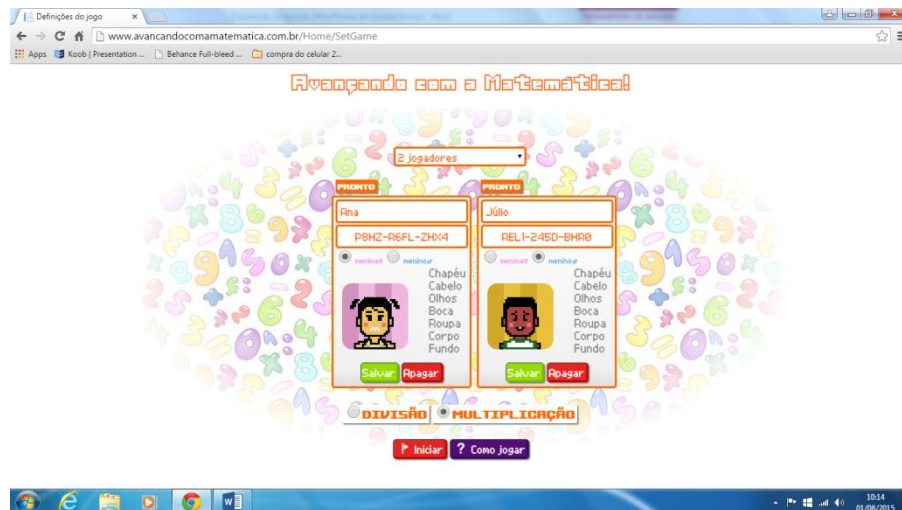 Definições do jogo
www.avancandocomamatematica.com.br/Home/SetGame
Apps Koob | Presentation ... Behance Full-bleed ... compra do celular 2...
Avançando com a Matemática!
2 jogadores
PRONTO PRONTO
Ana Júlio
P8HZ-R6FL-ZHX4 REL1-245D-BHR0
menina♀ menino♂ menina♀ menino♂
Chapéu Chapéu
Cabelo Cabelo
Olhos Olhos
Boca Boca
Roupa Roupa
Corpo Corpo
Fundo Fundo
Salvar Apagar Salvar Apagar
DIVISÃO MULTIPLICAÇÃO
Iniciar ? Como jogar
10:14
01/08/2015